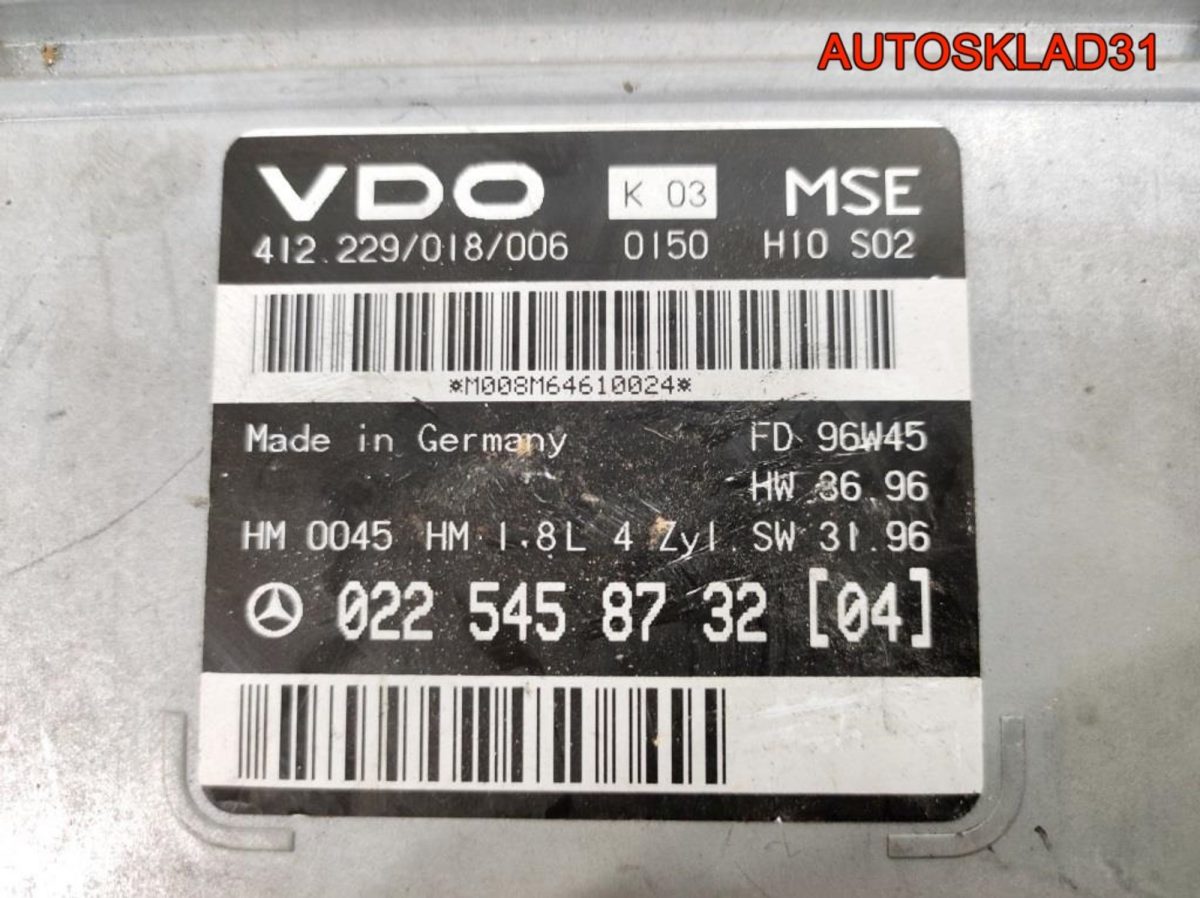 AUTOSKLAD31
VDO K 03 MSE
412.229/018/006 0150 H10 S02
*M008M64610024*
Made in Germany FD 96W45
HW 36.96
HM 0045 HM 1.8L 4 Zyl. SW 31.96
022 545 87 32 [04]